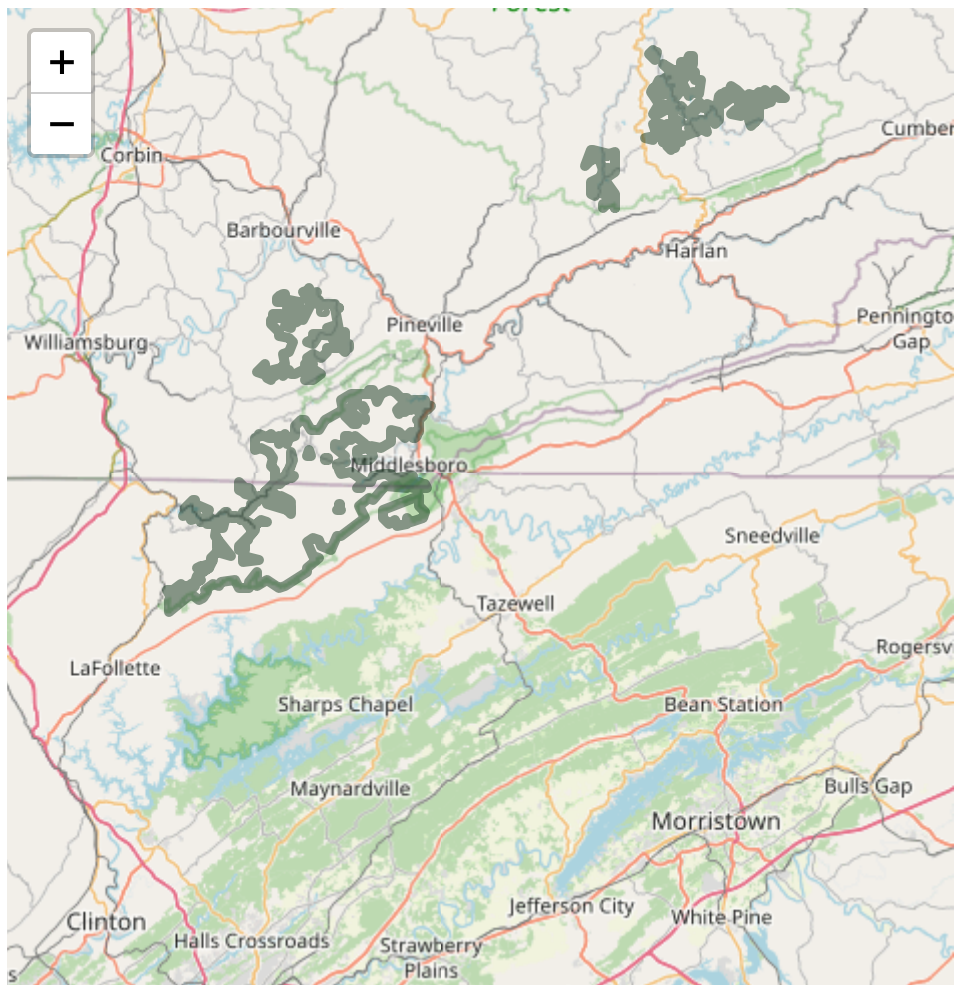 Forest
+
−
Corbin
Cumber
Barbourville
Harlan
Pineville
Penningto
Gap
Williamsburg
Middlesboro
Sneedville
Tazewell
Rogersv
LaFollette
Sharps Chapel
Bean Station
Maynardville
Bulls Gap
Morristown
Jefferson City
White Pine
Clinton
Halls Crossroads
Strawberry
Plains
s